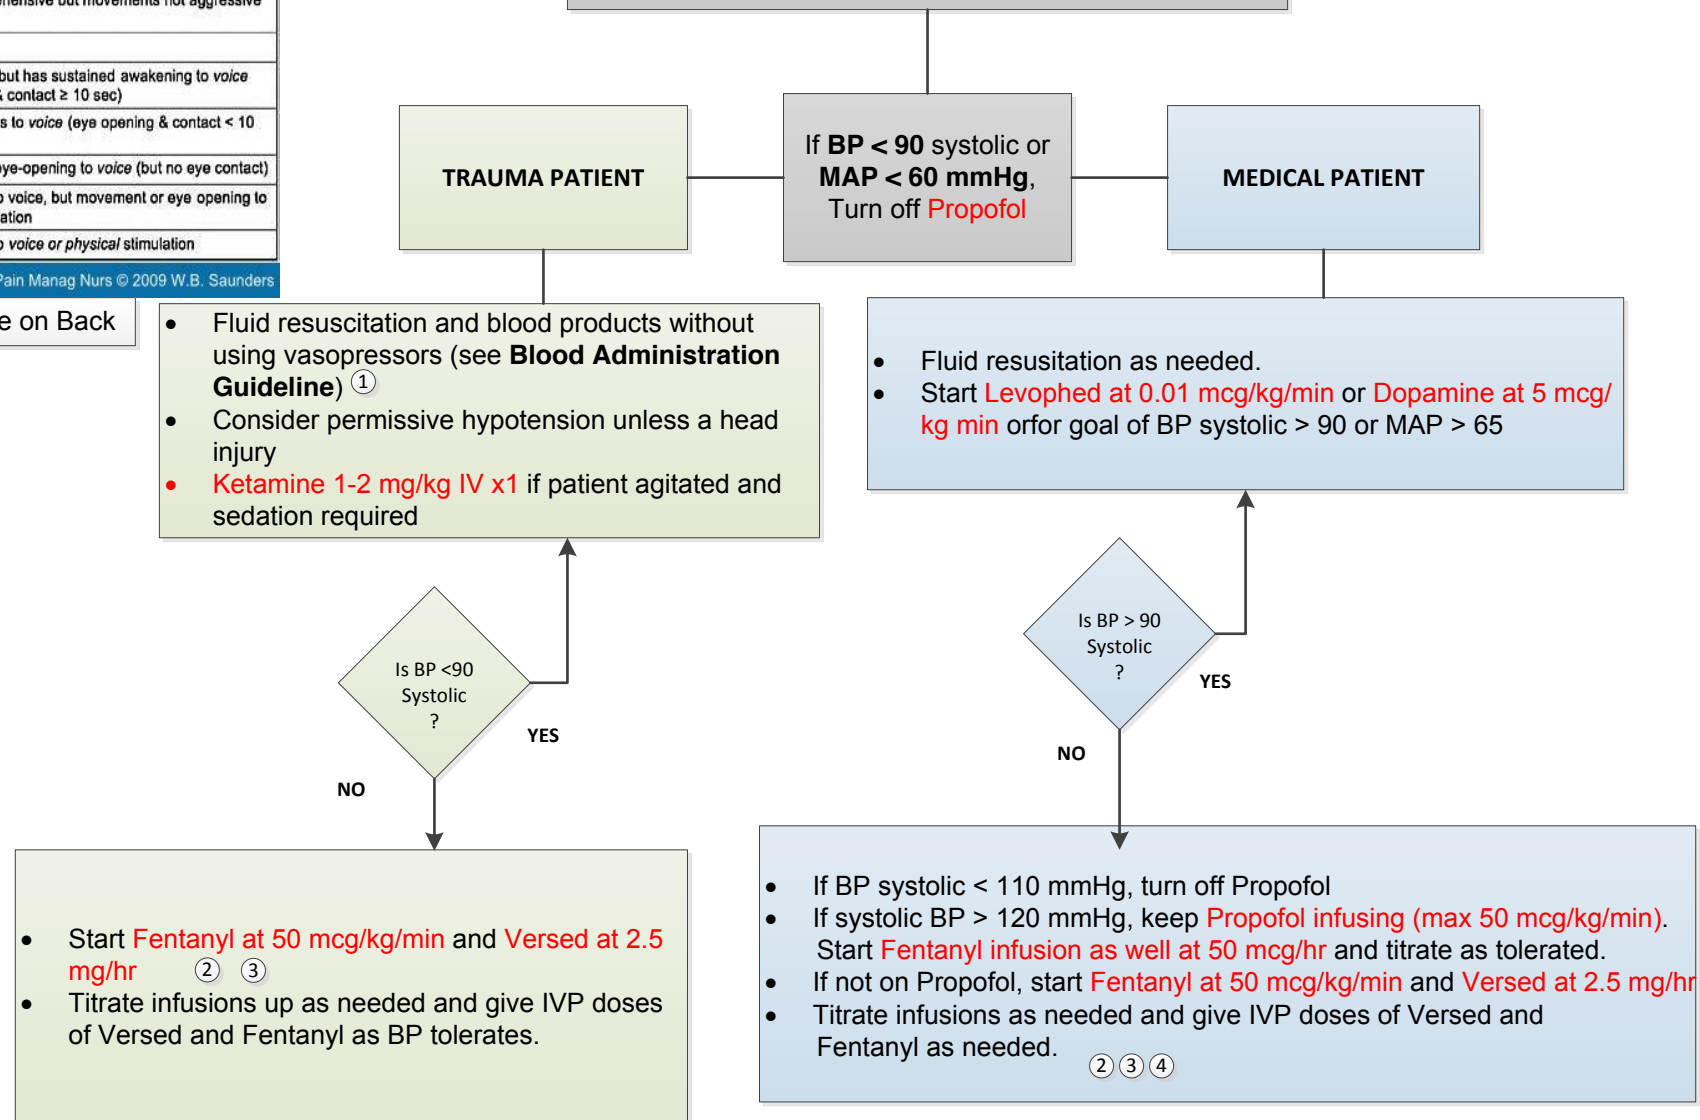 but movements not aggressive
but has sustained awakening to voice
contact ≥ 10 sec)
s to voice (eye opening & contact < 10
eye-opening to voice (but no eye contact)
voice, but movement or eye opening to
ation
voice or physical stimulation
Pain Manag Nurs © 2009 W.B. Saunders
e on Back
If BP < 90 systolic or
MAP < 60 mmHg,
Turn off Propofol
TRAUMA PATIENT
MEDICAL PATIENT
• Fluid resuscitation and blood products without
using vasopressors (see Blood Administration
Guideline) ①
• Consider permissive hypotension unless a head
injury
• Ketamine 1-2 mg/kg IV x1 if patient agitated and
sedation required
• Fluid resusitation as needed.
• Start Levophed at 0.01 mcg/kg/min or Dopamine at 5 mcg/
kg min orfor goal of BP systolic > 90 or MAP > 65
Is BP <90
Systolic
?
YES
NO
Is BP > 90
Systolic
?
YES
NO
• Start Fentanyl at 50 mcg/kg/min and Versed at 2.5
mg/hr ② ③
• Titrate infusions up as needed and give IVP doses
of Versed and Fentanyl as BP tolerates.
• If BP systolic < 110 mmHg, turn off Propofol
• If systolic BP > 120 mmHg, keep Propofol infusing (max 50 mcg/kg/min).
Start Fentanyl infusion as well at 50 mcg/hr and titrate as tolerated.
• If not on Propofol, start Fentanyl at 50 mcg/kg/min and Versed at 2.5 mg/hr
• Titrate infusions as needed and give IVP doses of Versed and
Fentanyl as needed.
② ③ ④